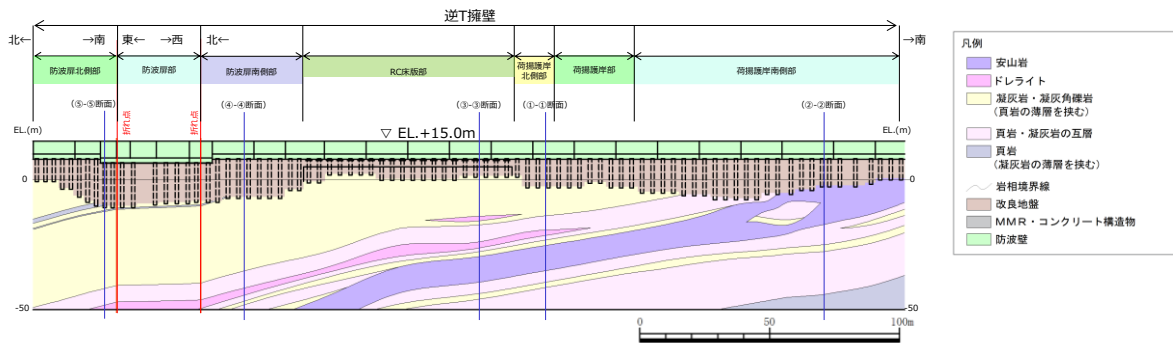 逆T擁壁
北← →南 東← →西 北← →南
防波扉北側部 防波扉部 防波扉南側部 RC床版部 荷揚護岸
北側部 荷揚護岸部 荷揚護岸南側部
(⑤-⑤断面) (④-④断面) (③-③断面) (①-①断面) (②-②断面)
折れ点 折れ点
EL.(m) ▽ EL.+15.0m EL.(m)
0 0
-50 -50
0 50 100m
凡例
安山岩
ドレライト
凝灰岩・凝灰角礫岩
(頁岩の薄層を挟む)
頁岩・凝灰岩の互層
頁岩
(凝灰岩の薄層を挟む)
岩相境界線
改良地盤
MMR・コンクリート構造物
防波壁